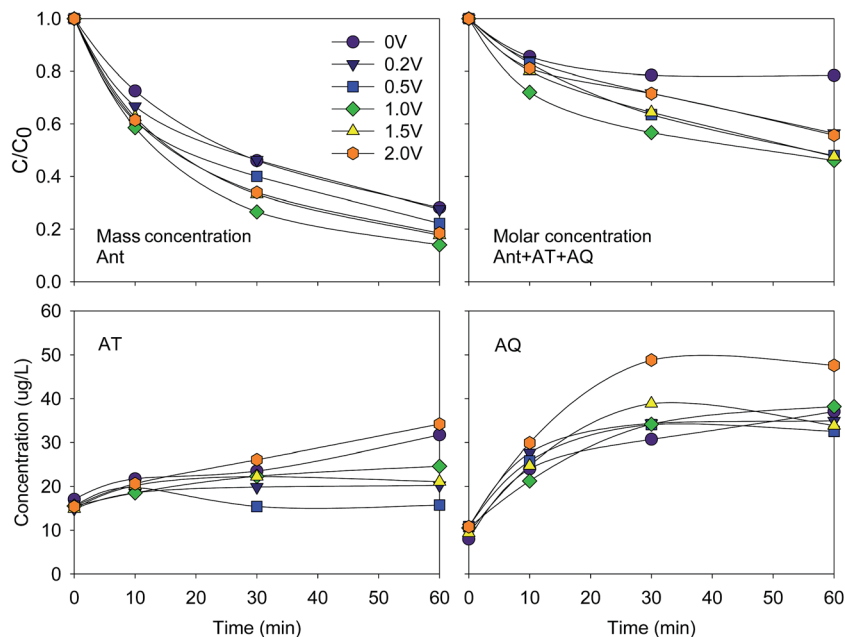 C/C0
1.0
0.8
0.6
0.4
0.2
0.0
0V
0.2V
0.5V
1.0V
1.5V
2.0V
Mass concentration
Ant
Molar concentration
Ant+AT+AQ
Concentration (ug/L)
60
50
40
30
20
10
0
AT
AQ
0 10 20 30 40 50 60
0 10 20 30 40 50 60
Time (min)
Time (min)